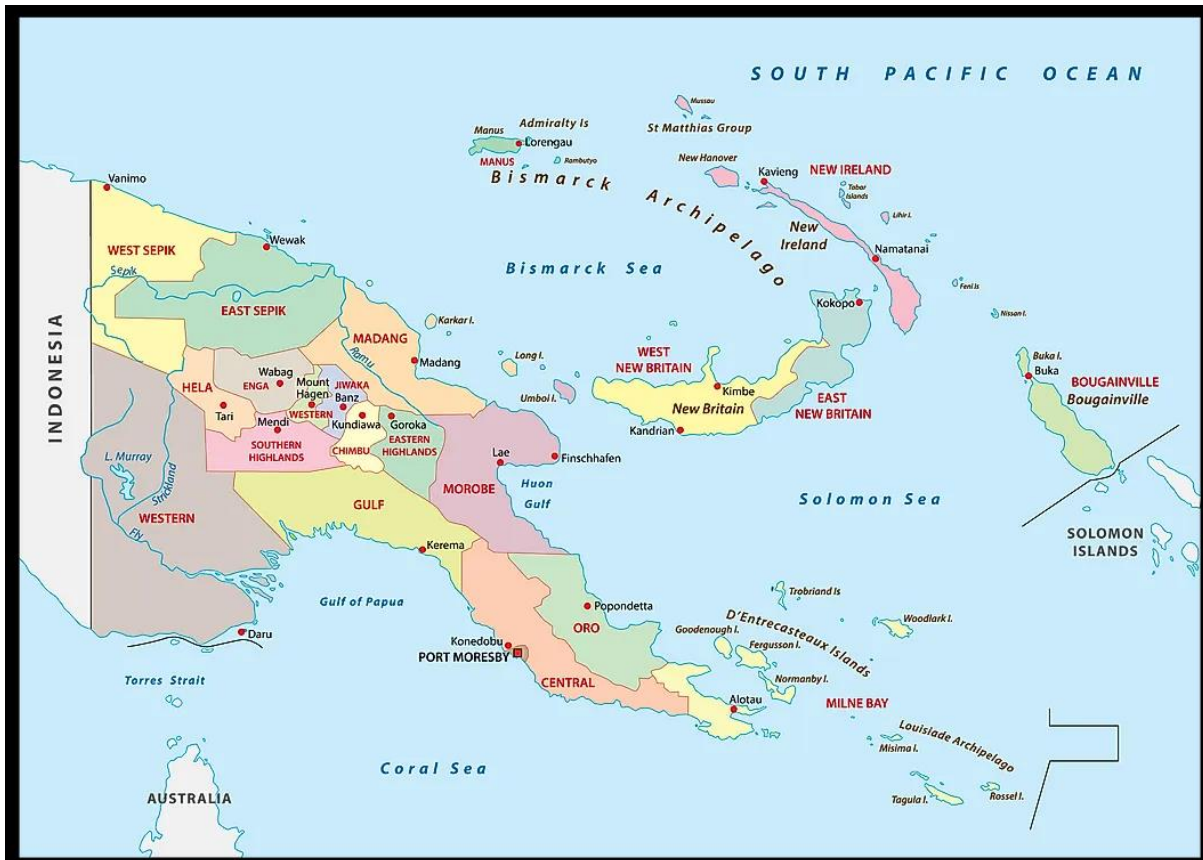 SOUTH PACIFIC OCEAN
Mussau
St Matthias Group
Manus
Admiralty Is
Lorengau
MANUS
Rambutyo
New Hanover
Kavieng
NEW IRELAND
Tabar
Islands
Lihir I.
Bismarck Archipelago
New
Ireland
Namatanai
Vanimo
WEST SEPIK
Wewak
Sepik
Bismarck Sea
Feni Is
Kokopo
Nissan I.
EAST SEPIK
Karkar I.
MADANG
Ramu
Madang
Long I.
Umboi I.
WEST
NEW BRITAIN
Kimbe
New Britain
EAST
NEW BRITAIN
Kandrian
Buka I.
Buka
BOUGAINVILLE
Bougainville
INDONESIA
HELA
Tari
Wabag
ENGA
Mount
Hagen
WESTERN
JIWAKA
Banz
Mendi
SOUTHERN
HIGHLANDS
Kundiawa
CHIMBU
Goroka
EASTERN
HIGHLANDS
Lae
Finschhafen
Huon
Gulf
MOROBE
L. Murray
Strickland
WESTERN
Fly
GULF
Kerema
Solomon Sea
SOLOMON
ISLANDS
Gulf of Papua
Daru
Popondetta
ORO
Trobriand Is
D'Entrecasteaux Islands
Goodenough I.
Fergusson I.
Woodlark I.
Normanby I.
Konedobu
PORT MORESBY
CENTRAL
Alotau
MILNE BAY
Torres Strait
Louisiade Archipelago
Misima I.
Tagula I.
Rossel I.
Coral Sea
AUSTRALIA